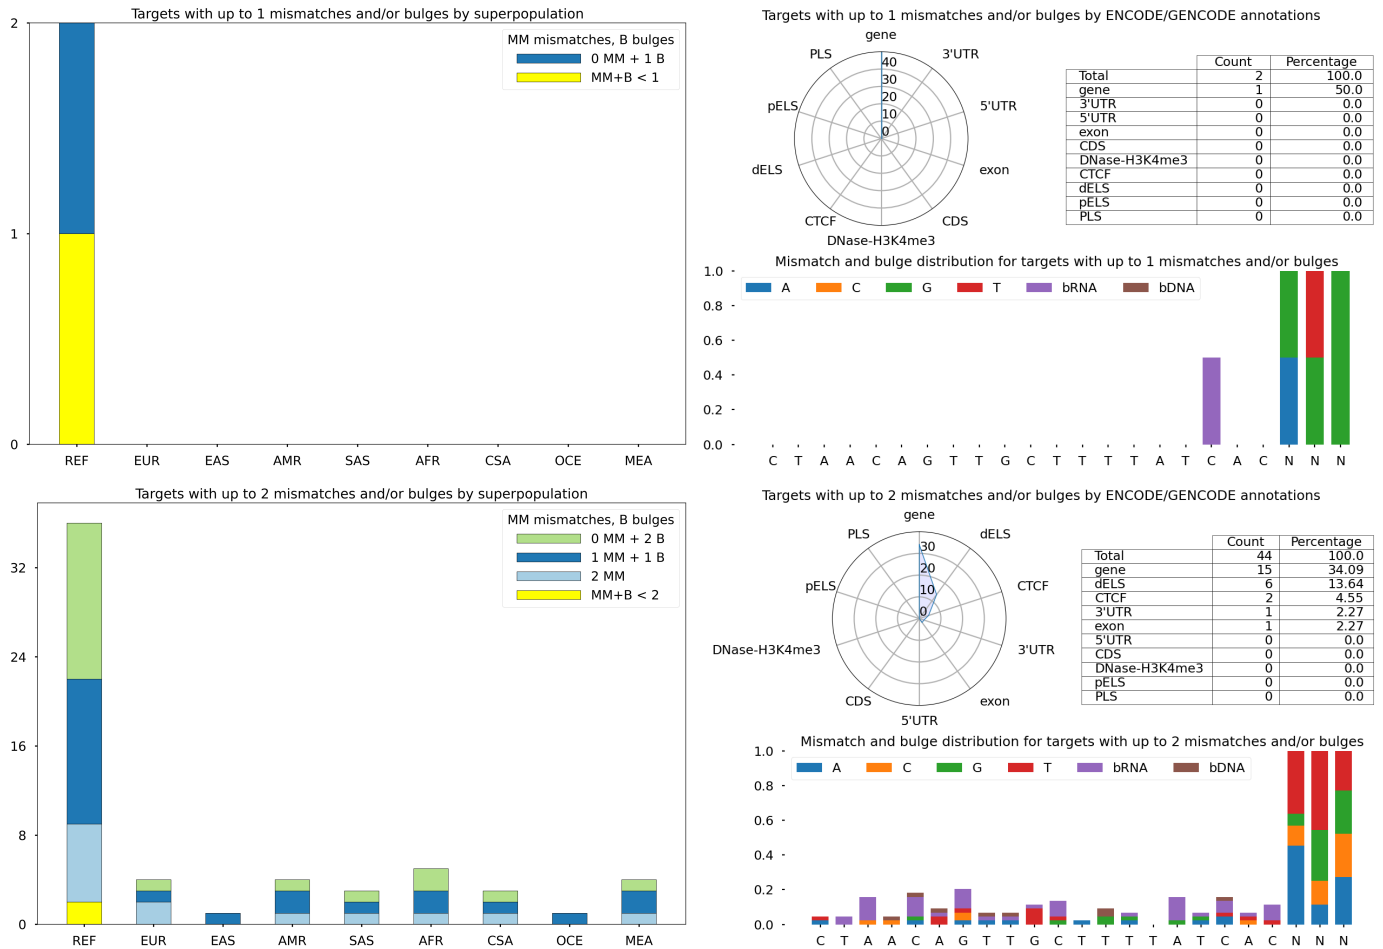 Targets with up to 1 mismatches and/or bulges by superpopulation
MM mismatches, B bulges
0 MM + 1 B
MM+B < 1
2
1
0
REF EUR EAS AMR SAS AFR CSA OCE MEA
Targets with up to 1 mismatches and/or bulges by ENCODE/GENCODE annotations
gene
PLS 3'UTR
pELS 5'UTR
dELS exon
CTCF CDS
DNase-H3K4me3
40
30
20
10
0
Count Percentage
Total 2 100.0
gene 1 50.0
3'UTR 0 0.0
5'UTR 0 0.0
exon 0 0.0
CDS 0 0.0
DNase-H3K4me3 0 0.0
CTCF 0 0.0
dELS 0 0.0
pELS 0 0.0
PLS 0 0.0
Mismatch and bulge distribution for targets with up to 1 mismatches and/or bulges
A C G T bRNA bDNA
1.0
0.8
0.6
0.4
0.2
0.0
C T A A C A G T T G C T T T T A T C A C N N N
Targets with up to 2 mismatches and/or bulges by superpopulation
MM mismatches, B bulges
0 MM + 2 B
1 MM + 1 B
2 MM
MM+B < 2
32
24
16
8
0
REF EUR EAS AMR SAS AFR CSA OCE MEA
Targets with up to 2 mismatches and/or bulges by ENCODE/GENCODE annotations
gene
PLS dELS
pELS CTCF
DNase-H3K4me3 3'UTR
CDS exon
5'UTR
30
20
10
0
Count Percentage
Total 44 100.0
gene 15 34.09
dELS 6 13.64
CTCF 2 4.55
3'UTR 1 2.27
exon 1 2.27
5'UTR 0 0.0
CDS 0 0.0
DNase-H3K4me3 0 0.0
pELS 0 0.0
PLS 0 0.0
Mismatch and bulge distribution for targets with up to 2 mismatches and/or bulges
A C G T bRNA bDNA
1.0
0.8
0.6
0.4
0.2
0.0
C T A A C A G T T G C T T T T A T C A C N N N